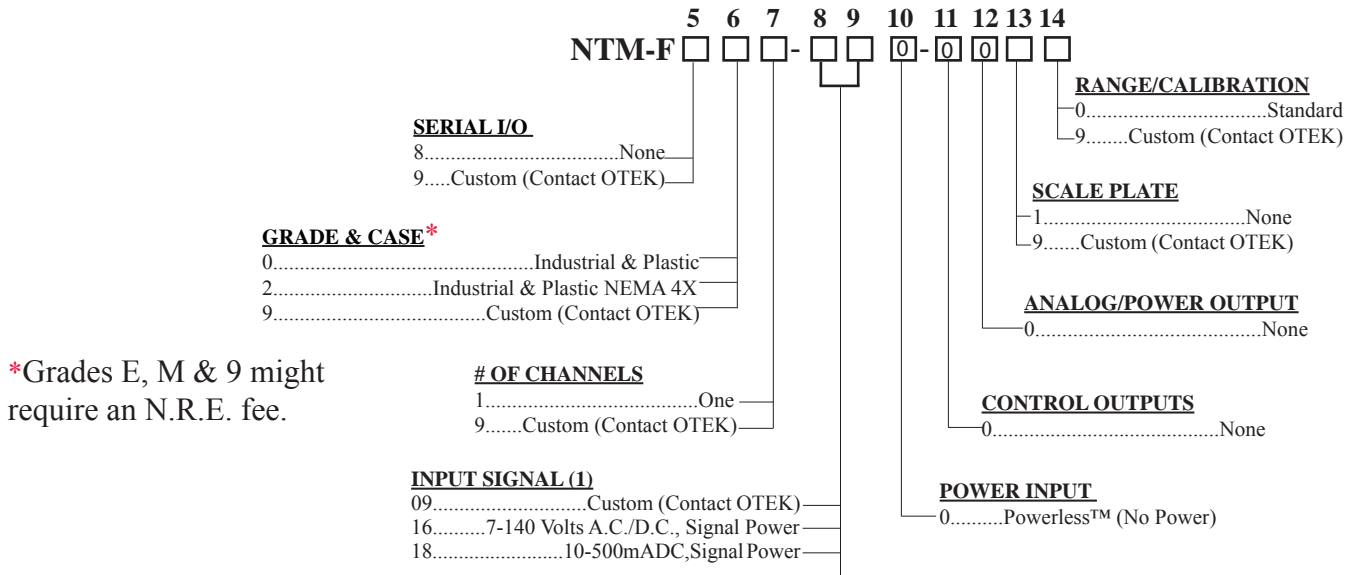 5 6 7 8 9 10 11 12 13 14
NTM-F - 0 - 0 0
RANGE/CALIBRATION
0..............................Standard
9........Custom (Contact OTEK)
SERIAL I/O
8.................................None
9.....Custom (Contact OTEK)
SCALE PLATE
1...................................None
9.......Custom (Contact OTEK)
GRADE & CASE*
0............................................Industrial & Plastic
2..........................Industrial & Plastic NEMA 4X
9....................................Custom (Contact OTEK)
ANALOG/POWER OUTPUT
0.......................................None
*Grades E, M & 9 might
require an N.R.E. fee.
# OF CHANNELS
1....................................One
9.......Custom (Contact OTEK)
CONTROL OUTPUTS
0.......................................None
INPUT SIGNAL (1)
09..........................Custom (Contact OTEK)
16..........7-140 Volts A.C./D.C., Signal Power
18......................10-500mADC,Signal Power
POWER INPUT
0..........Powerless™ (No Power)